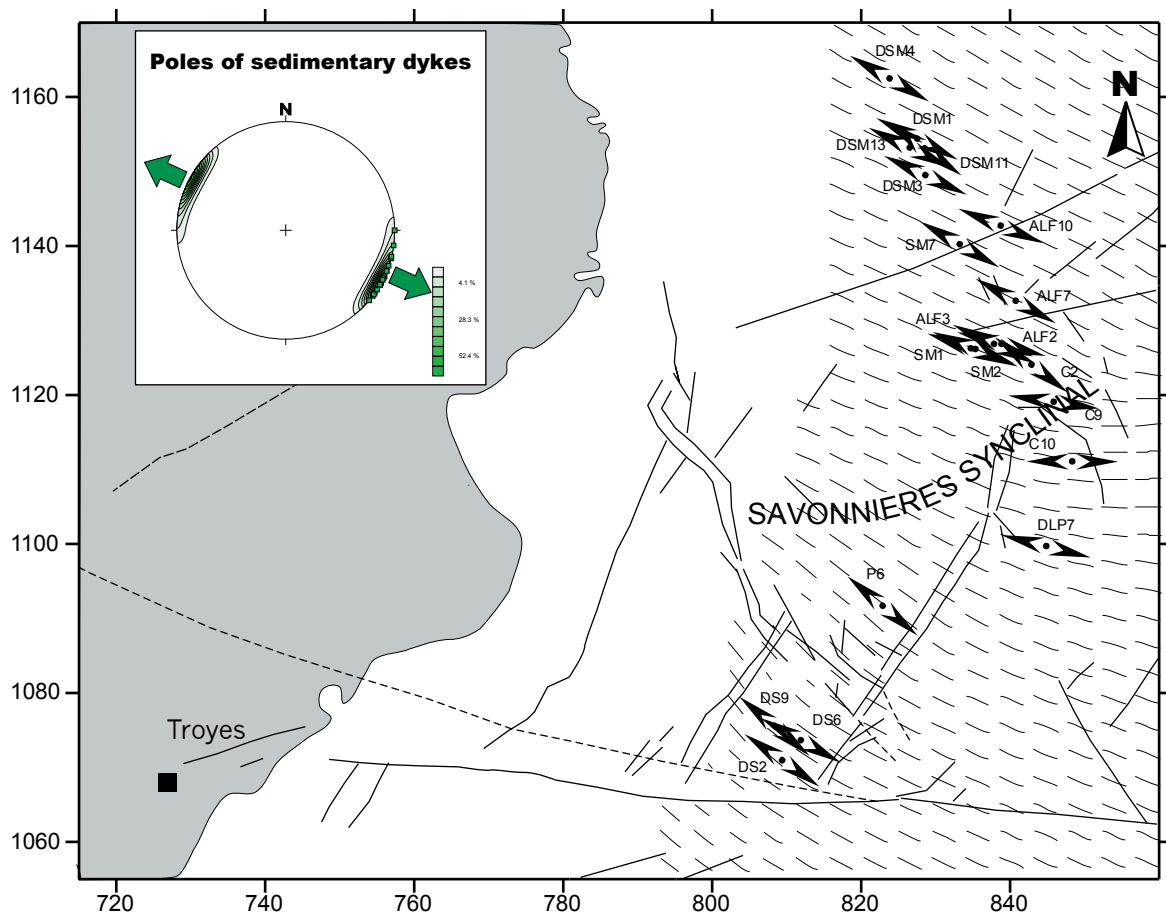 Poles of sedimentary dykes
N
4.1 %
28.3 %
52.4 %
N
DSM4
DSM1
DSM13
DSM11
DSM3
ALF10
SM7
ALF7
ALF3
ALF2
SM1
SM2
C2
C9
C10
SAVONNIERES SYNCLINAL
DLP7
P6
DS9
DS6
DS2
Troyes
1160
1140
1120
1100
1080
1060
720
740
760
780
800
820
840